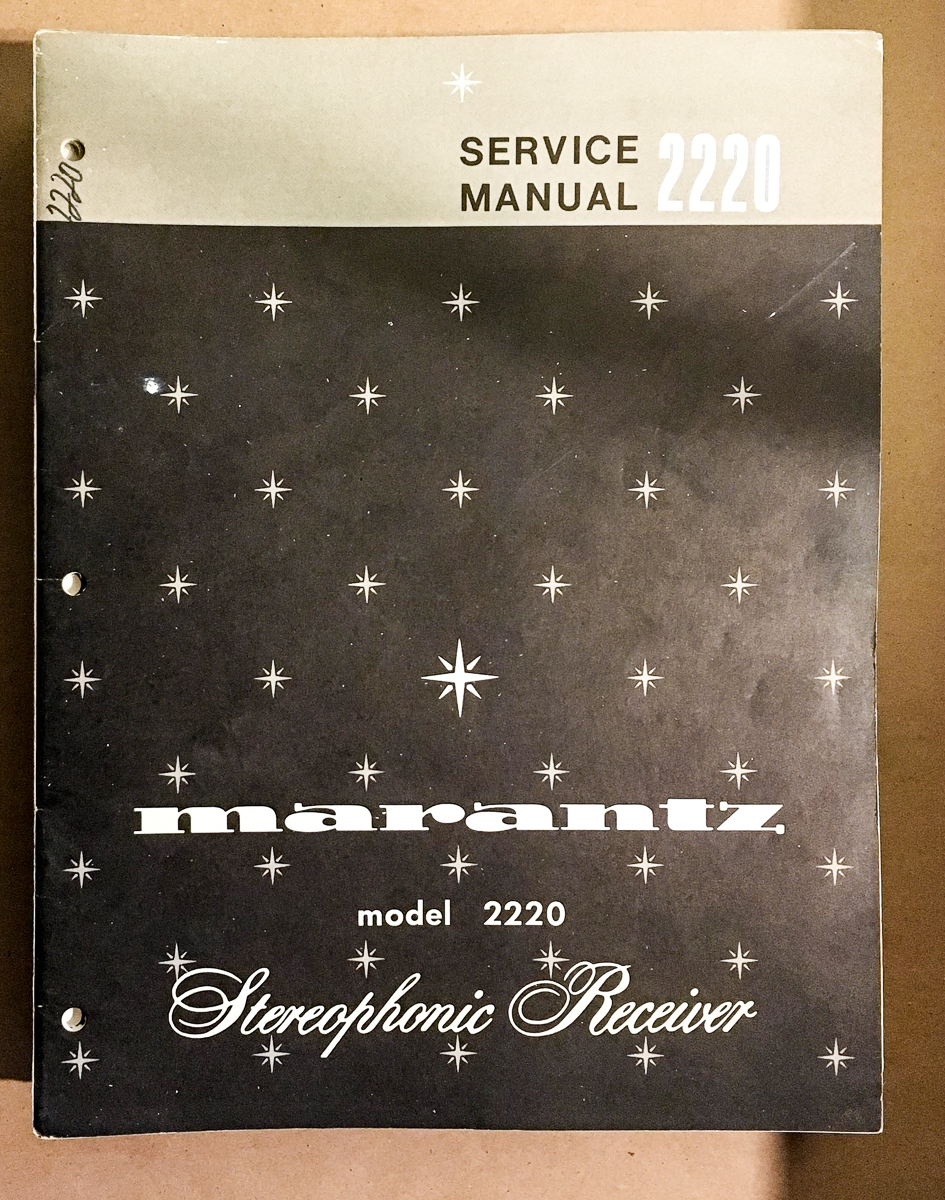 SERVICE
MANUAL 2220
2220
marantz
model 2220
Stereophonic Receiver